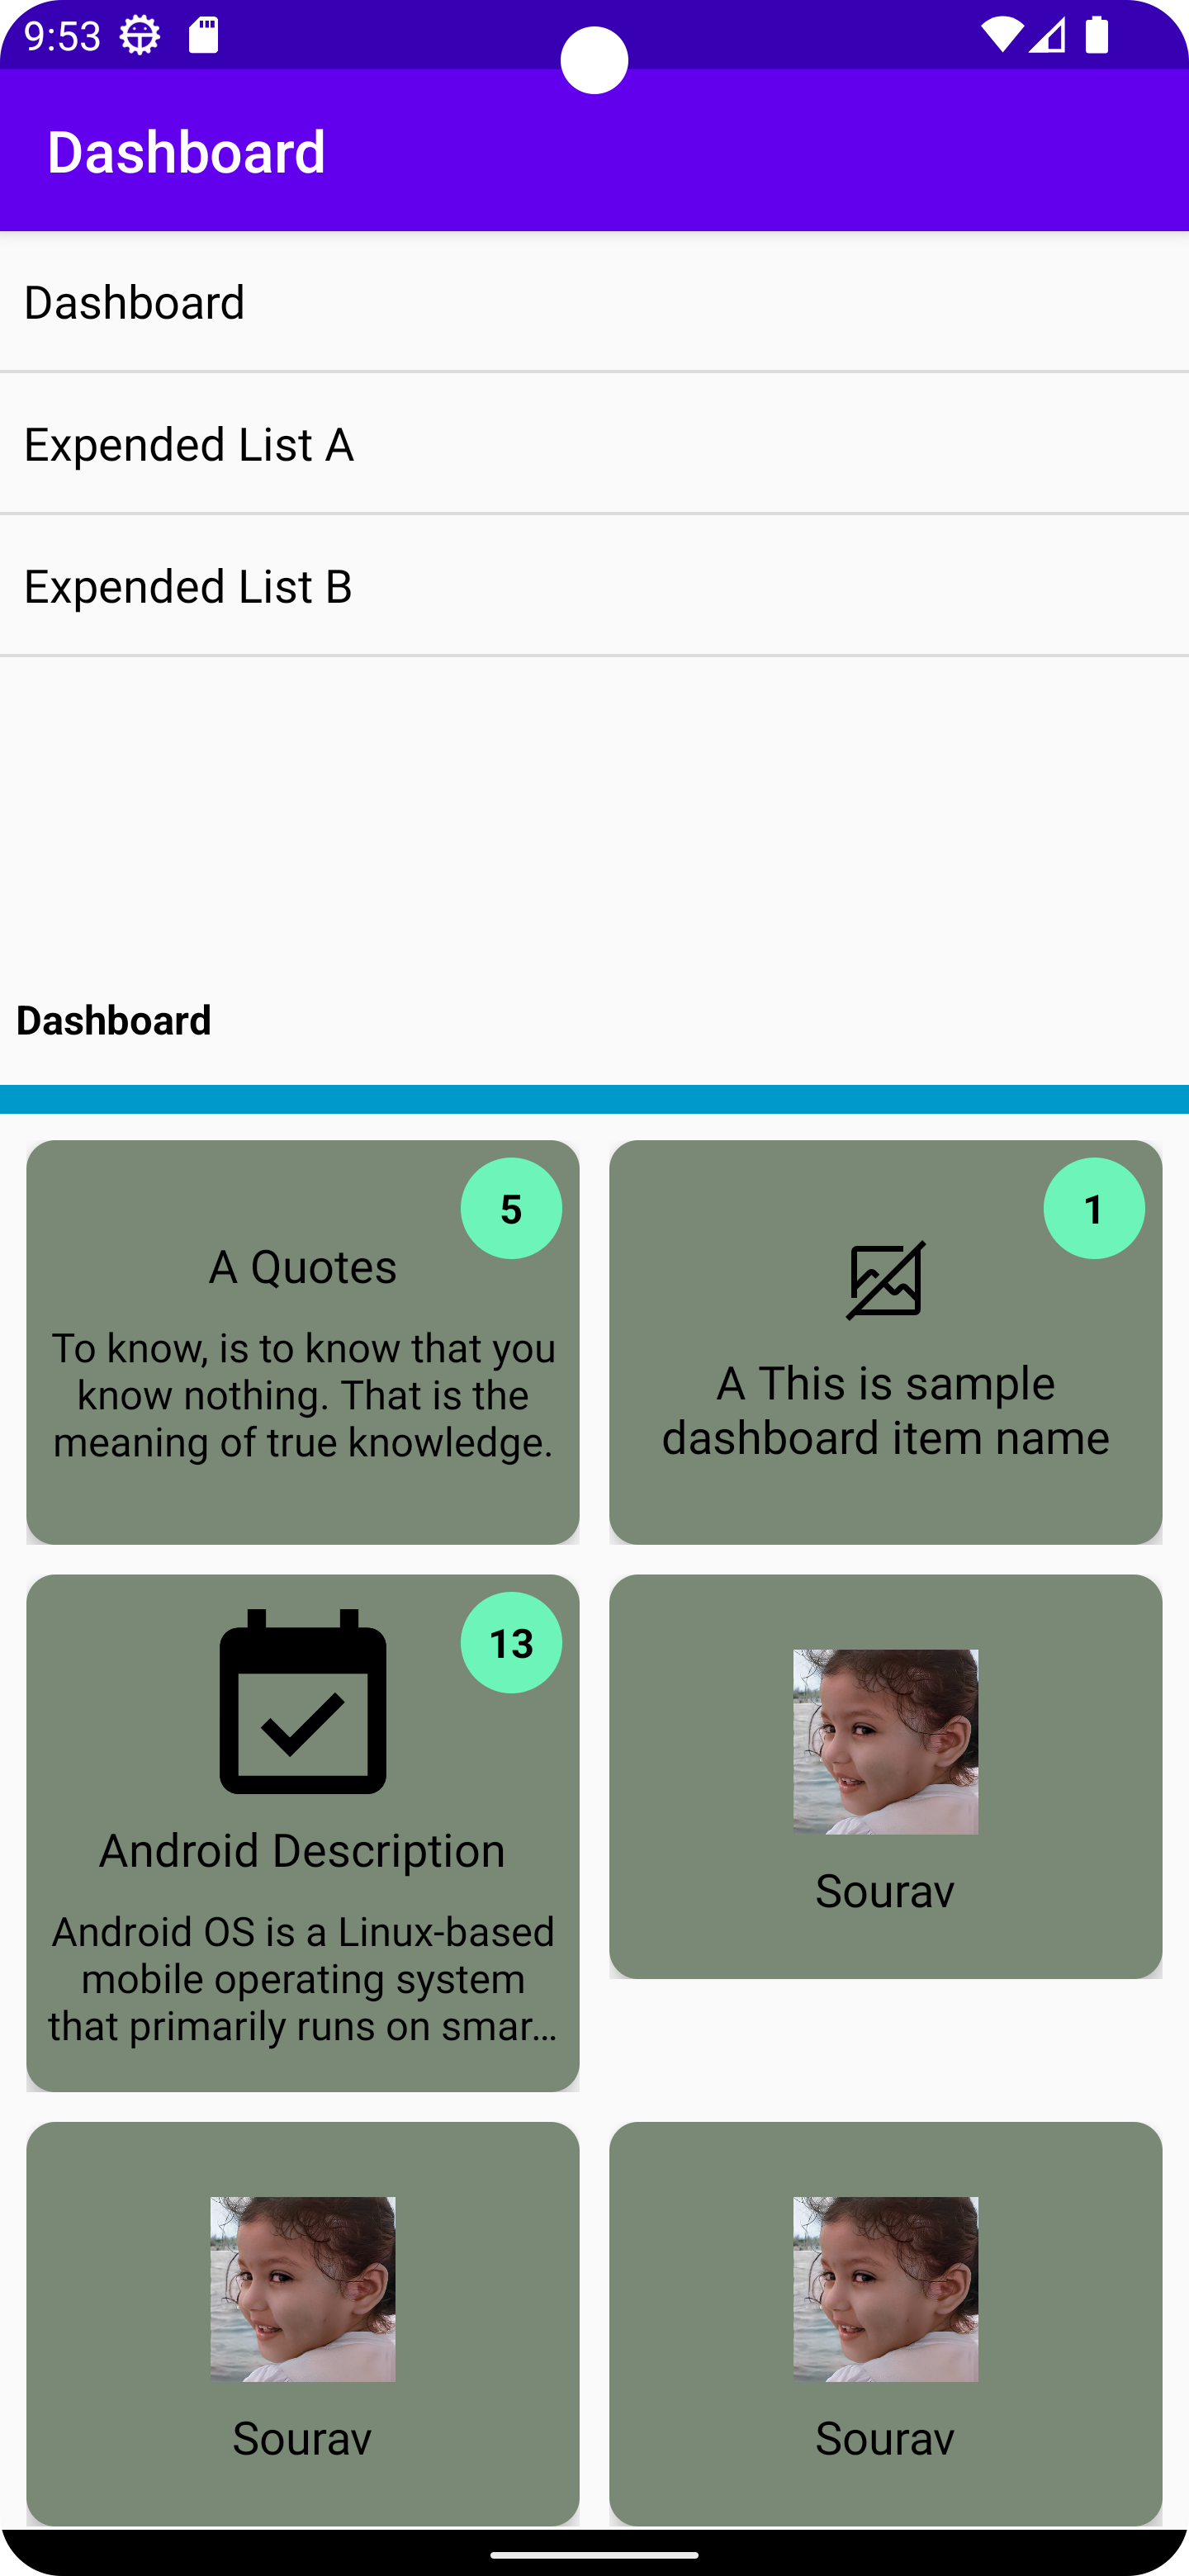 9:53
Dashboard
Dashboard
Expended List A
Expended List B
Dashboard
5
A Quotes
To know, is to know that you
know nothing. That is the
meaning of true knowledge.
1
A This is sample
dashboard item name
13
Android Description
Android OS is a Linux-based
mobile operating system
that primarily runs on smar...
Sourav
Sourav
Sourav